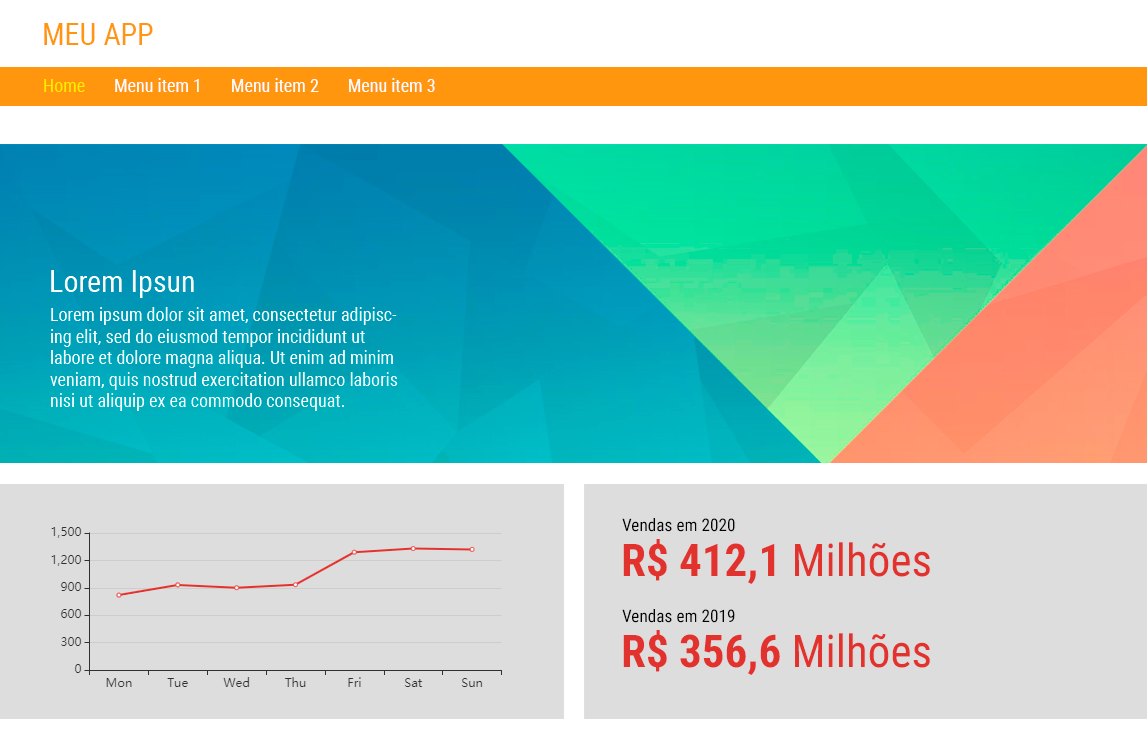 MEU APP
Home Menu item 1 Menu item 2 Menu item 3
Lorem Ipsun
Lorem ipsum dolor sit amet, consectetur adipisc-
ing elit, sed do eiusmod tempor incididunt ut
labore et dolore magna aliqua. Ut enim ad minim
veniam, quis nostrud exercitation ullamco laboris
nisi ut aliquip ex ea commodo consequat.
1,500
1,200
900
600
300
0
Mon Tue Wed Thu Fri Sat Sun
Vendas em 2020
R$ 412,1 Milhões
Vendas em 2019
R$ 356,6 Milhões